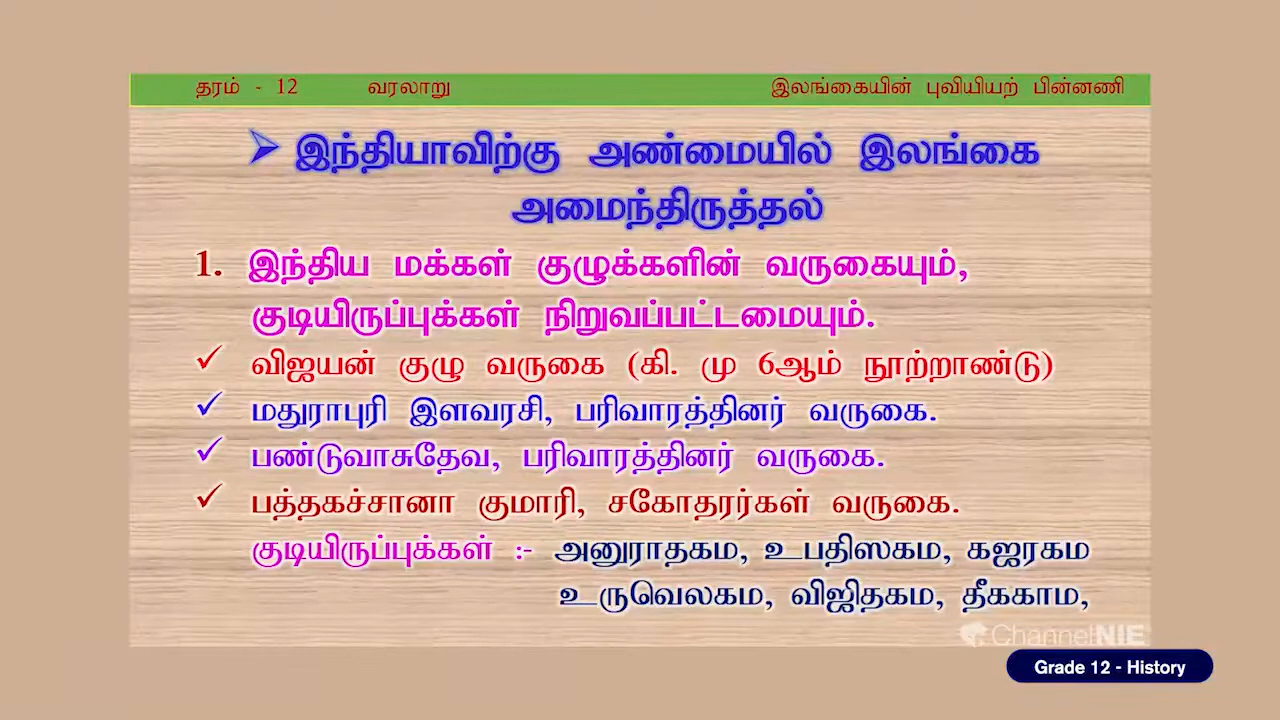 தரம் - 12 வரலாறு இலங்கையின் புவியியற் பின்னணி
➢ இந்தியாவிற்கு அண்மையில் இலங்கை
அமைந்திருத்தல்
1. இந்திய மக்கள் குழுக்களின் வருகையும்,
குடியிருப்புக்கள் நிறுவப்பட்டமையும்.
✓ விஜயன் குழு வருகை (கி. மு 6ஆம் நூற்றாண்டு)
✓ மதுராபுரி இளவரசி, பரிவாரத்தினர் வருகை.
✓ பண்டுவாசுதேவ, பரிவாரத்தினர் வருகை.
✓ பத்தகச்சானா குமாரி, சகோதரர்கள் வருகை.
குடியிருப்புக்கள் :- அனுராதகம, உபதிஸகம, கஜரகம
உருவெலகம, விஜிதகம, தீககாம,
ChannelNIE
Grade 12 - History